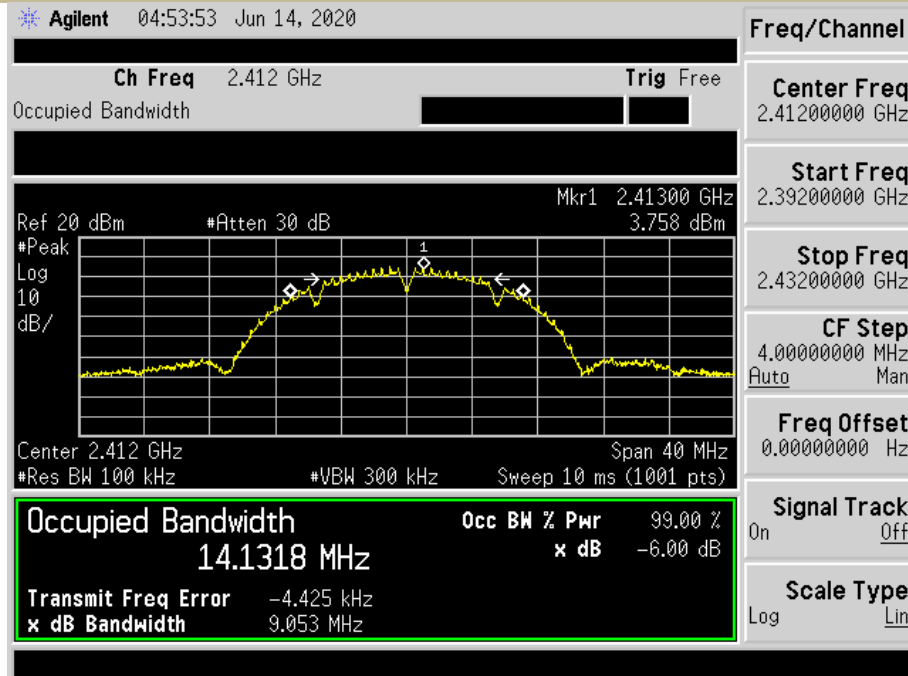 Agilent 04:53:53 Jun 14, 2020
Freq/Channel
Ch Freq 2.412 GHz Trig Free
Occupied Bandwidth
Center Freq
2.41200000 GHz
Start Freq
2.39200000 GHz
Stop Freq
2.43200000 GHz
CF Step
4.00000000 MHz
Auto Man
Freq Offset
0.00000000 Hz
Signal Track
On Off
Scale Type
Log Lin
Mkr1 2.41300 GHz
Ref 20 dBm #Atten 30 dB 3.758 dBm
#Peak
Log
10
dB/
1
Center 2.412 GHz Span 40 MHz
#Res BW 100 kHz #VBW 300 kHz Sweep 10 ms (1001 pts)
Occupied Bandwidth Occ BW % Pwr 99.00 %
14.1318 MHz x dB -6.00 dB
Transmit Freq Error -4.425 kHz
x dB Bandwidth 9.053 MHz